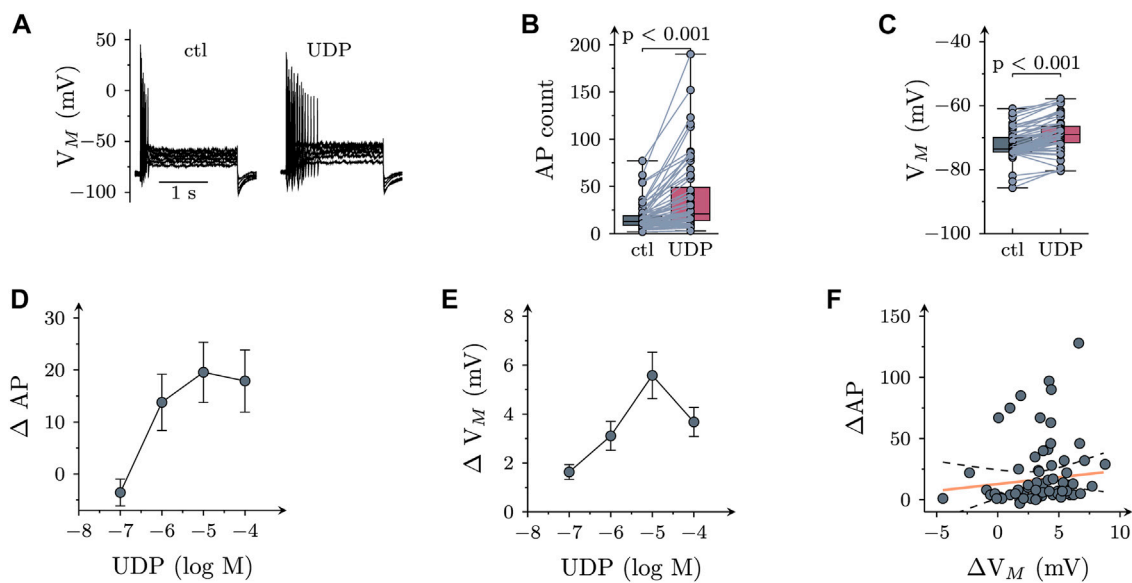 A
V_M (mV)
50
0
−50
−100
ctl
UDP
1 s
B
AP count
p < 0.001
200
150
100
50
0
ctl UDP
C
V_M (mV)
−40
p < 0.001
−60
−80
−100
ctl UDP
D
Δ AP
30
20
10
0
−8 −7 −6 −5 −4 −3
UDP (log M)
E
Δ V_M (mV)
8
6
4
2
0
−8 −7 −6 −5 −4 −3
UDP (log M)
F
ΔAP
150
100
50
0
−5 0 5 10
ΔV_M (mV)